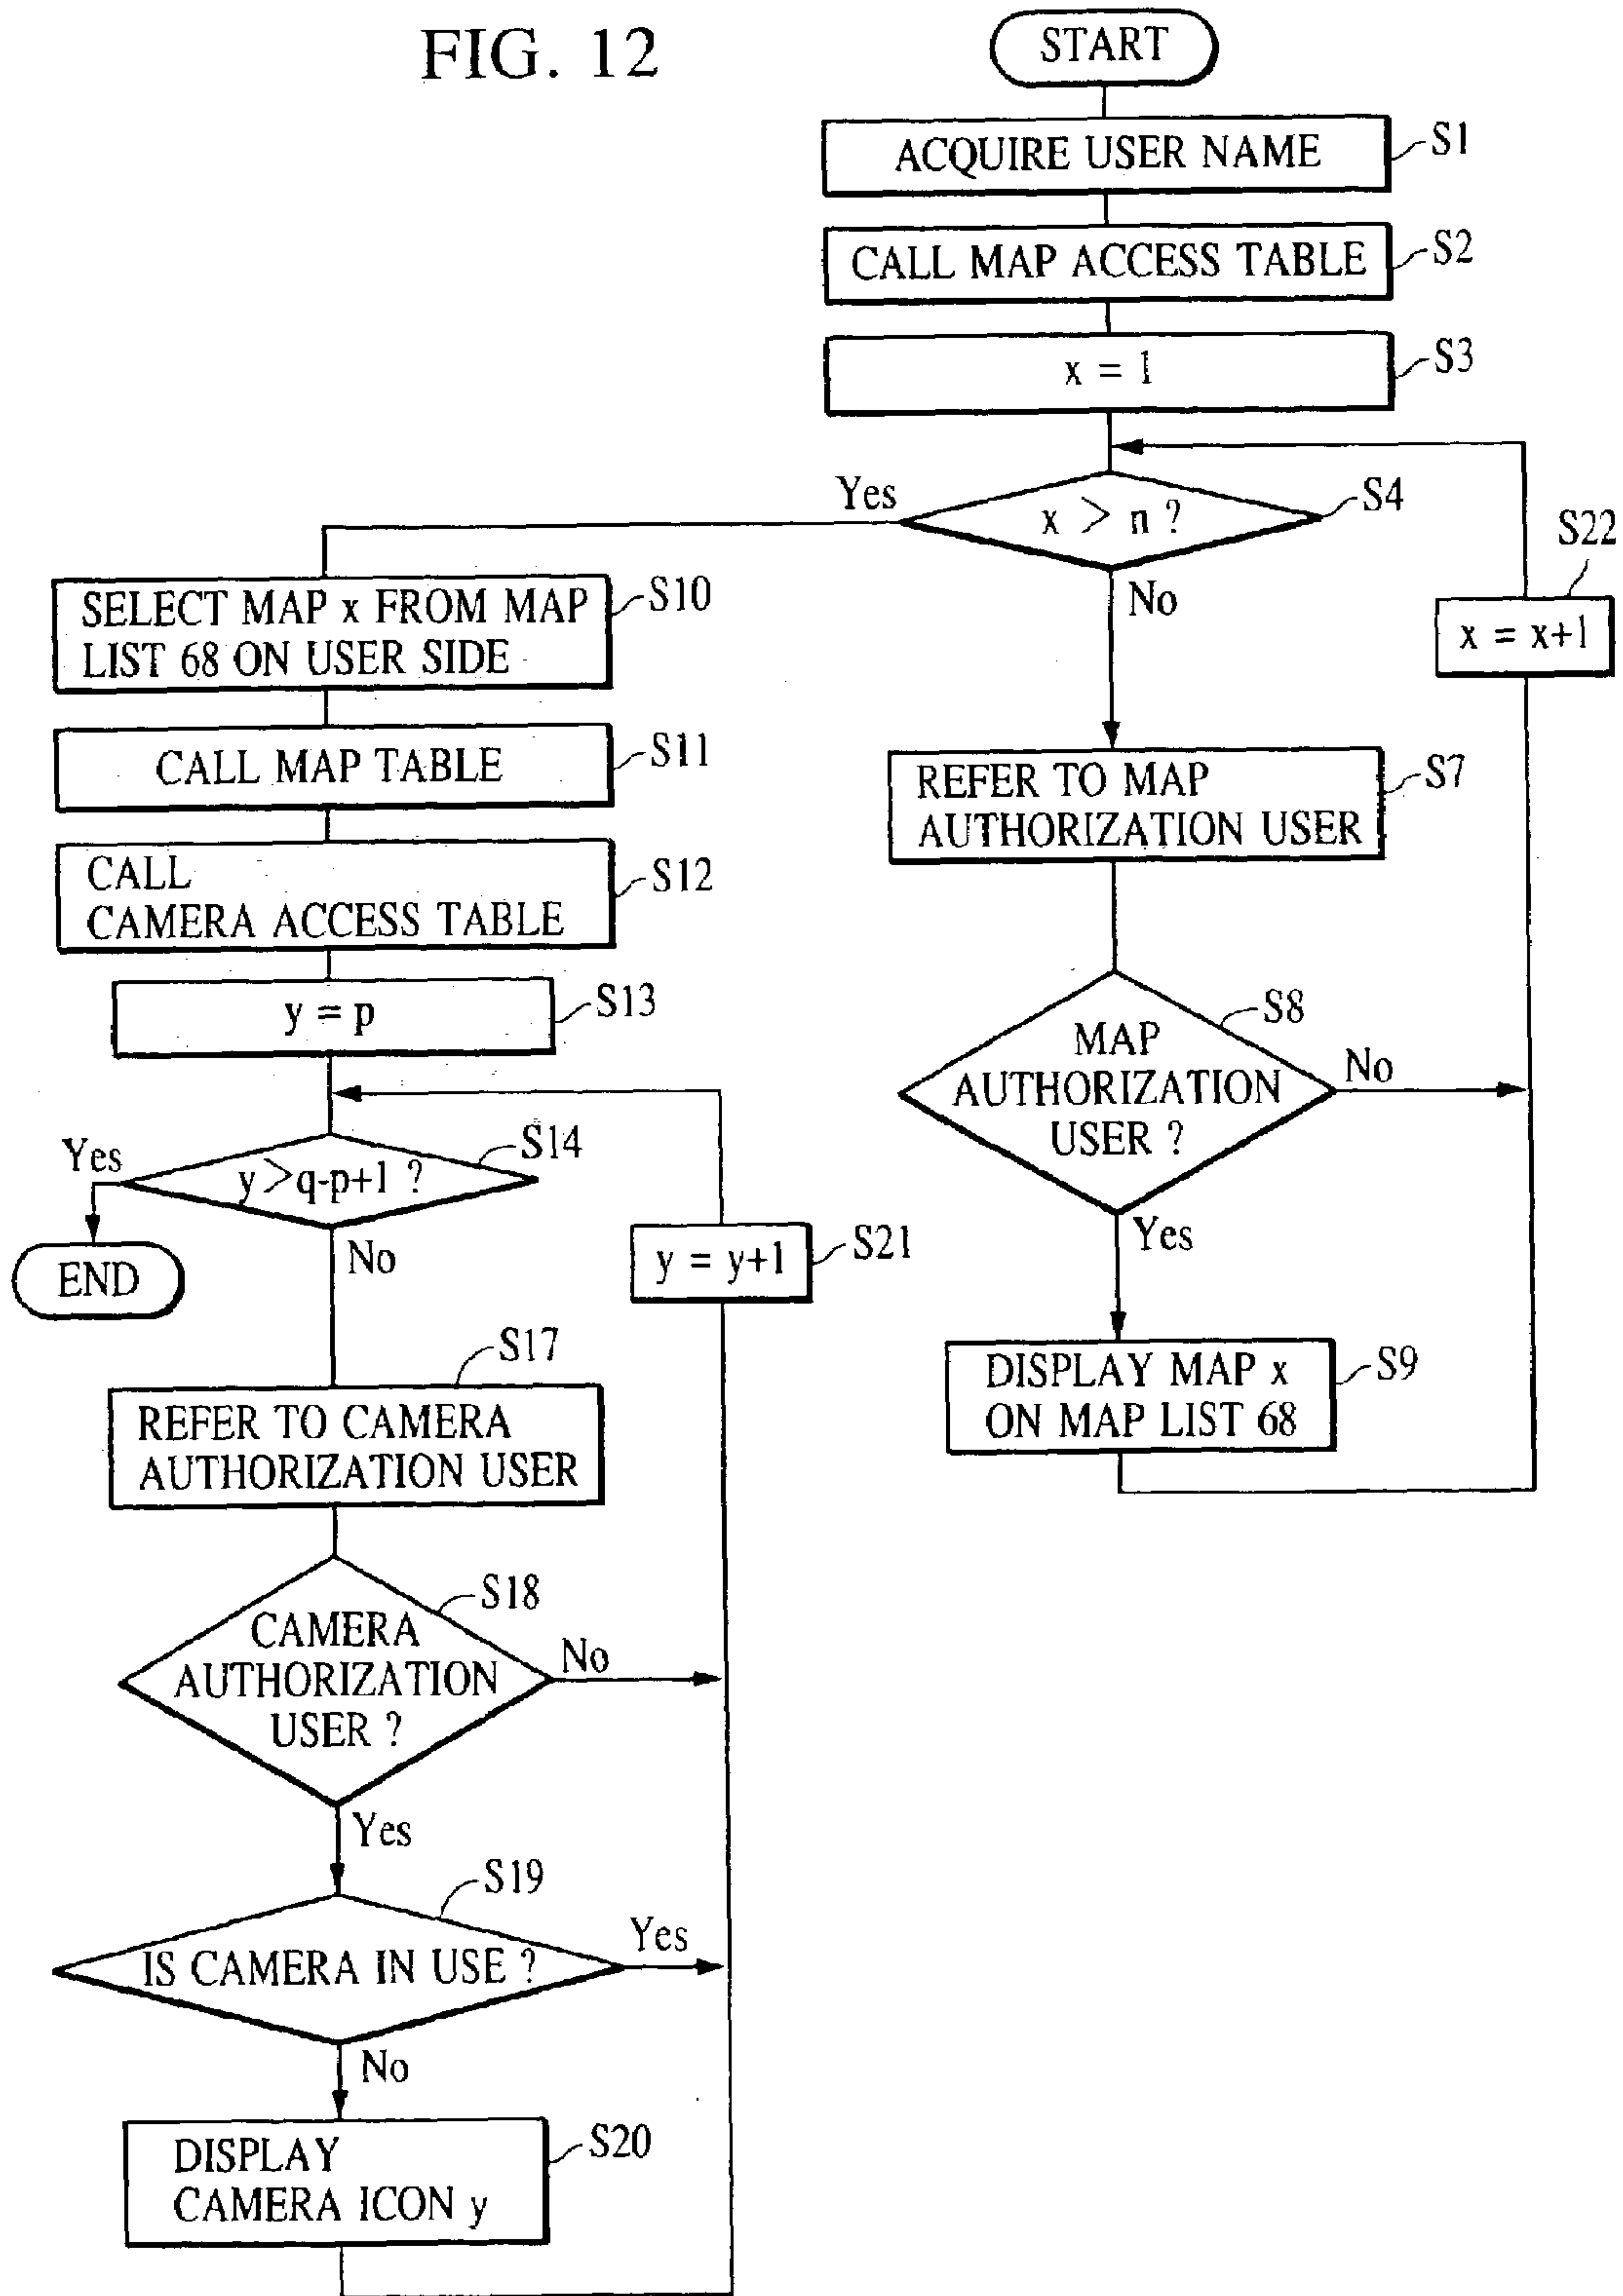 FIG. 12
START
ACQUIRE USER NAME
S1
CALL MAP ACCESS TABLE
S2
x = 1
S3
x > n ?
S4
Yes
No
S22
x = x+1
REFER TO MAP
AUTHORIZATION USER
S7
MAP
AUTHORIZATION
USER ?
S8
No
Yes
DISPLAY MAP x
ON MAP LIST 68
S9
SELECT MAP x FROM MAP
LIST 68 ON USER SIDE
S10
CALL MAP TABLE
S11
CALL
CAMERA ACCESS TABLE
S12
y = p
S13
y>q-p+1 ?
S14
Yes
END
No
y = y+1
S21
S17
REFER TO CAMERA
AUTHORIZATION USER
S18
CAMERA
AUTHORIZATION
USER ?
No
Yes
S19
IS CAMERA IN USE ?
Yes
No
DISPLAY
CAMERA ICON y
S20